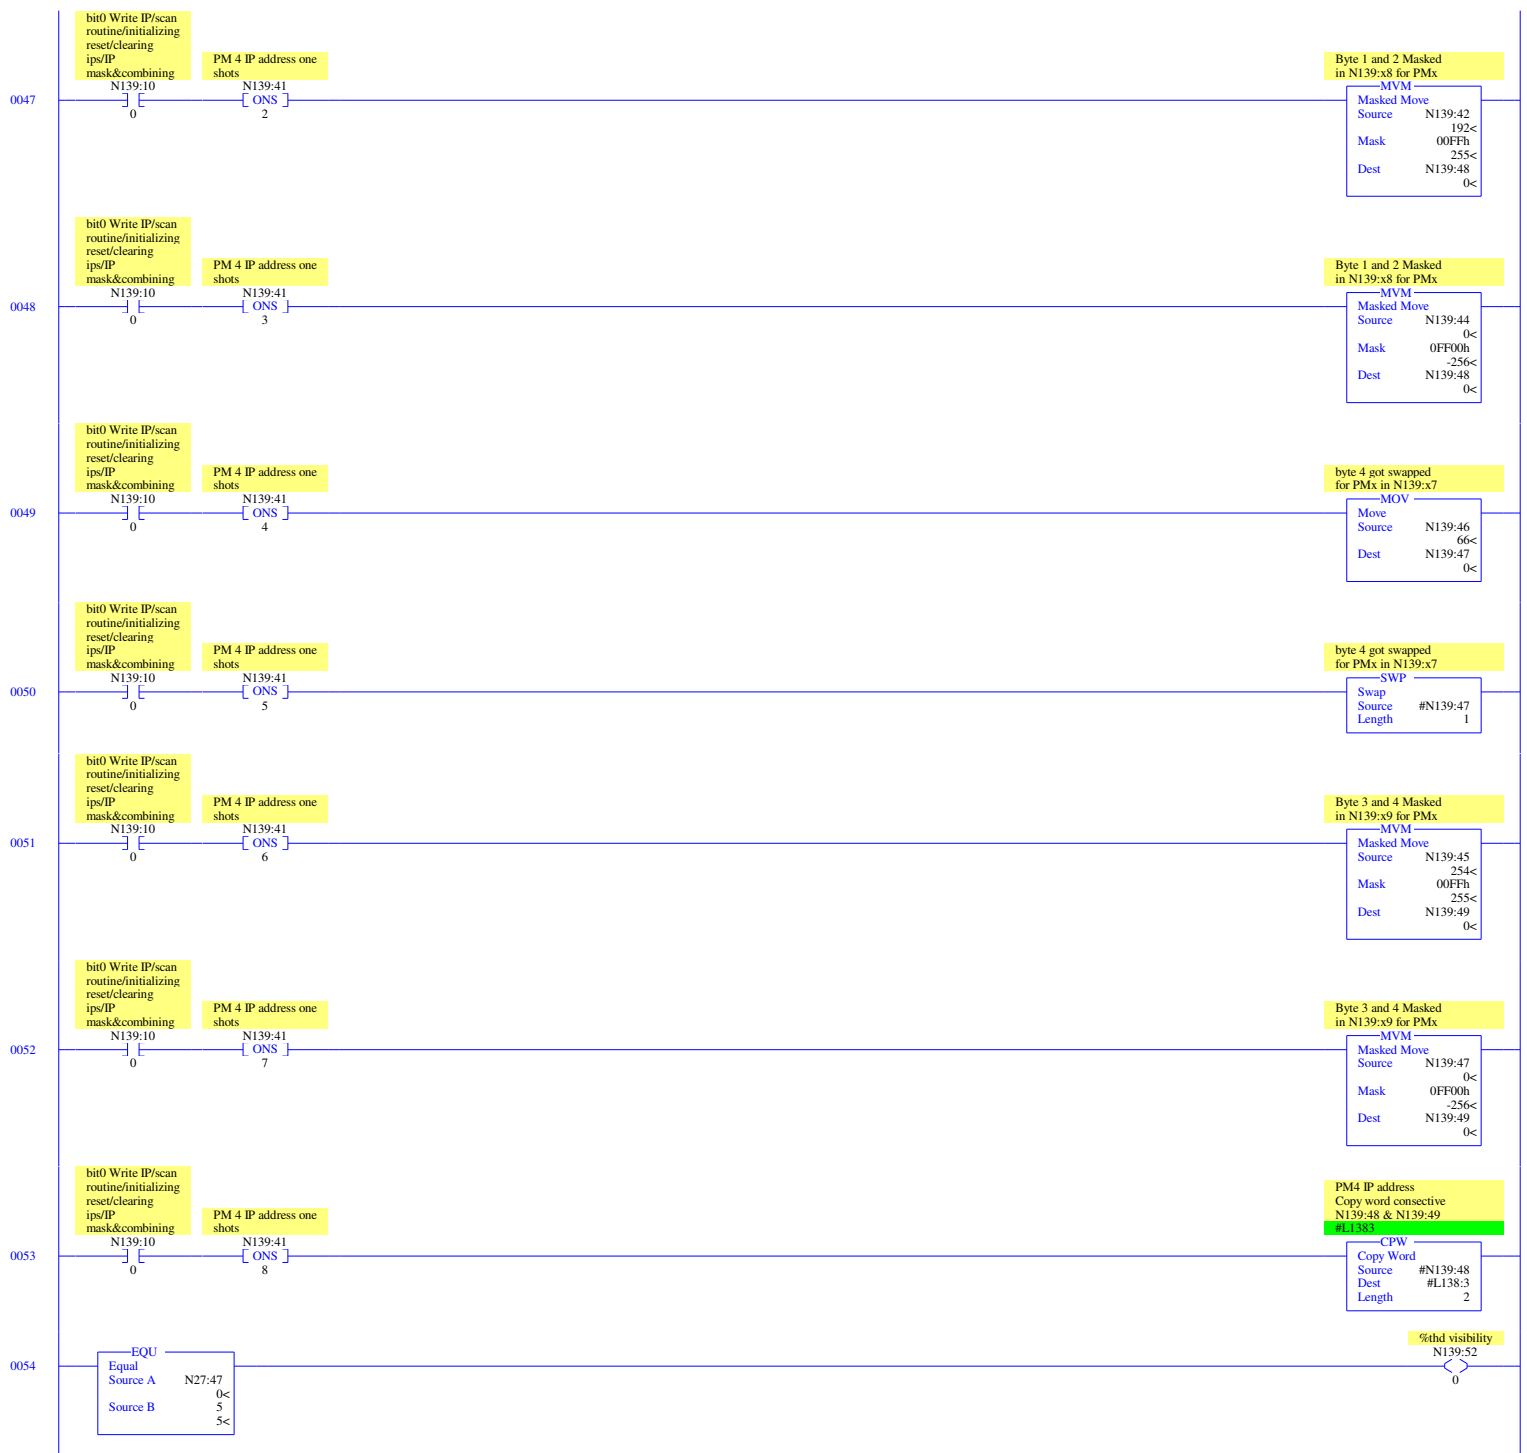 bit0 Write IP/scan
routine/initializing
reset/clearing
ips/IP
mask&combining
N139:10
0
PM 4 IP address one
shots
N139:41
ONS
2
Byte 1 and 2 Masked
in N139:x8 for PMx
0047
MVM
Masked Move
Source N139:42
192<
Mask 00FFh
255<
Dest N139:48
0<
bit0 Write IP/scan
routine/initializing
reset/clearing
ips/IP
mask&combining
N139:10
0
PM 4 IP address one
shots
N139:41
ONS
3
Byte 1 and 2 Masked
in N139:x8 for PMx
0048
MVM
Masked Move
Source N139:44
0<
Mask 0FF00h
-256<
Dest N139:48
0<
bit0 Write IP/scan
routine/initializing
reset/clearing
ips/IP
mask&combining
N139:10
0
PM 4 IP address one
shots
N139:41
ONS
4
byte 4 got swapped
for PMx in N139:x7
0049
MOV
Move
Source N139:46
66<
Dest N139:47
0<
bit0 Write IP/scan
routine/initializing
reset/clearing
ips/IP
mask&combining
N139:10
0
PM 4 IP address one
shots
N139:41
ONS
5
byte 4 got swapped
for PMx in N139:x7
0050
SWP
Swap
Source #N139:47
Length 1
bit0 Write IP/scan
routine/initializing
reset/clearing
ips/IP
mask&combining
N139:10
0
PM 4 IP address one
shots
N139:41
ONS
6
Byte 3 and 4 Masked
in N139:x9 for PMx
0051
MVM
Masked Move
Source N139:45
254<
Mask 00FFh
255<
Dest N139:49
0<
bit0 Write IP/scan
routine/initializing
reset/clearing
ips/IP
mask&combining
N139:10
0
PM 4 IP address one
shots
N139:41
ONS
7
Byte 3 and 4 Masked
in N139:x9 for PMx
0052
MVM
Masked Move
Source N139:47
0<
Mask 0FF00h
-256<
Dest N139:49
0<
bit0 Write IP/scan
routine/initializing
reset/clearing
ips/IP
mask&combining
N139:10
0
PM 4 IP address one
shots
N139:41
ONS
8
PM4 IP address
Copy word consective
N139:48 & N139:49
#L1383
0053
CPW
Copy Word
Source #N139:48
Dest #L138:3
Length 2
0054
EQU
Equal
Source A N27:47
0<
Source B 5
5<
%thd visibility
N139:52
0